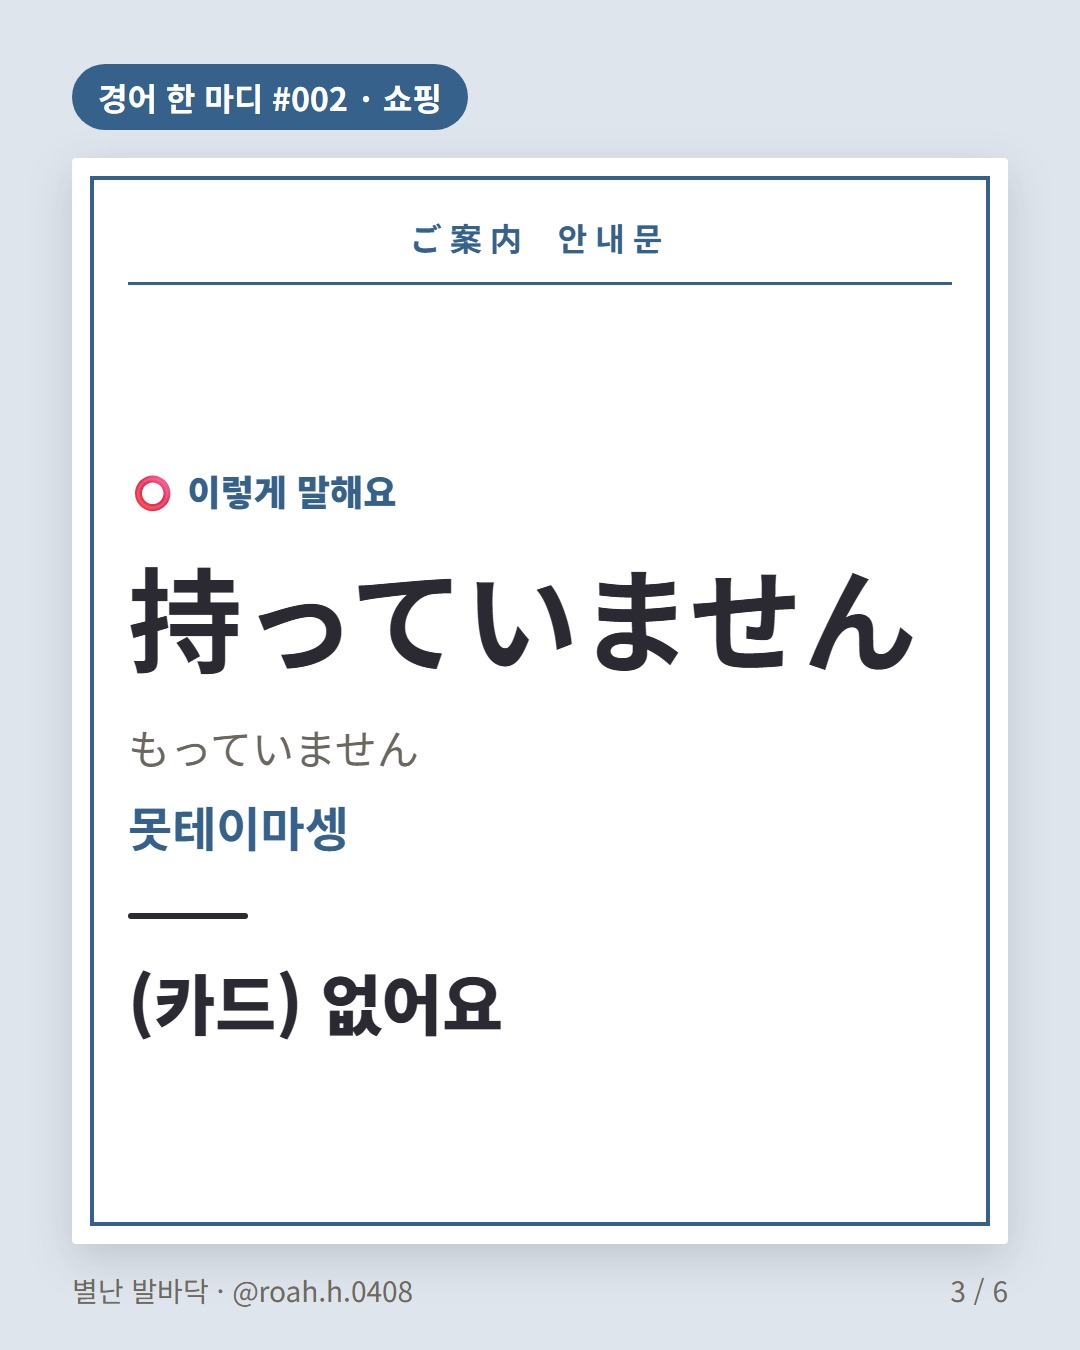 경어 한 마디 #002 · 쇼핑
ご案内 안내문
⭕ 이렇게 말해요
持っていません
もっていません
못테이마셍
(카드) 없어요
별난 발바닥 · @roah.h.0408
3 / 6